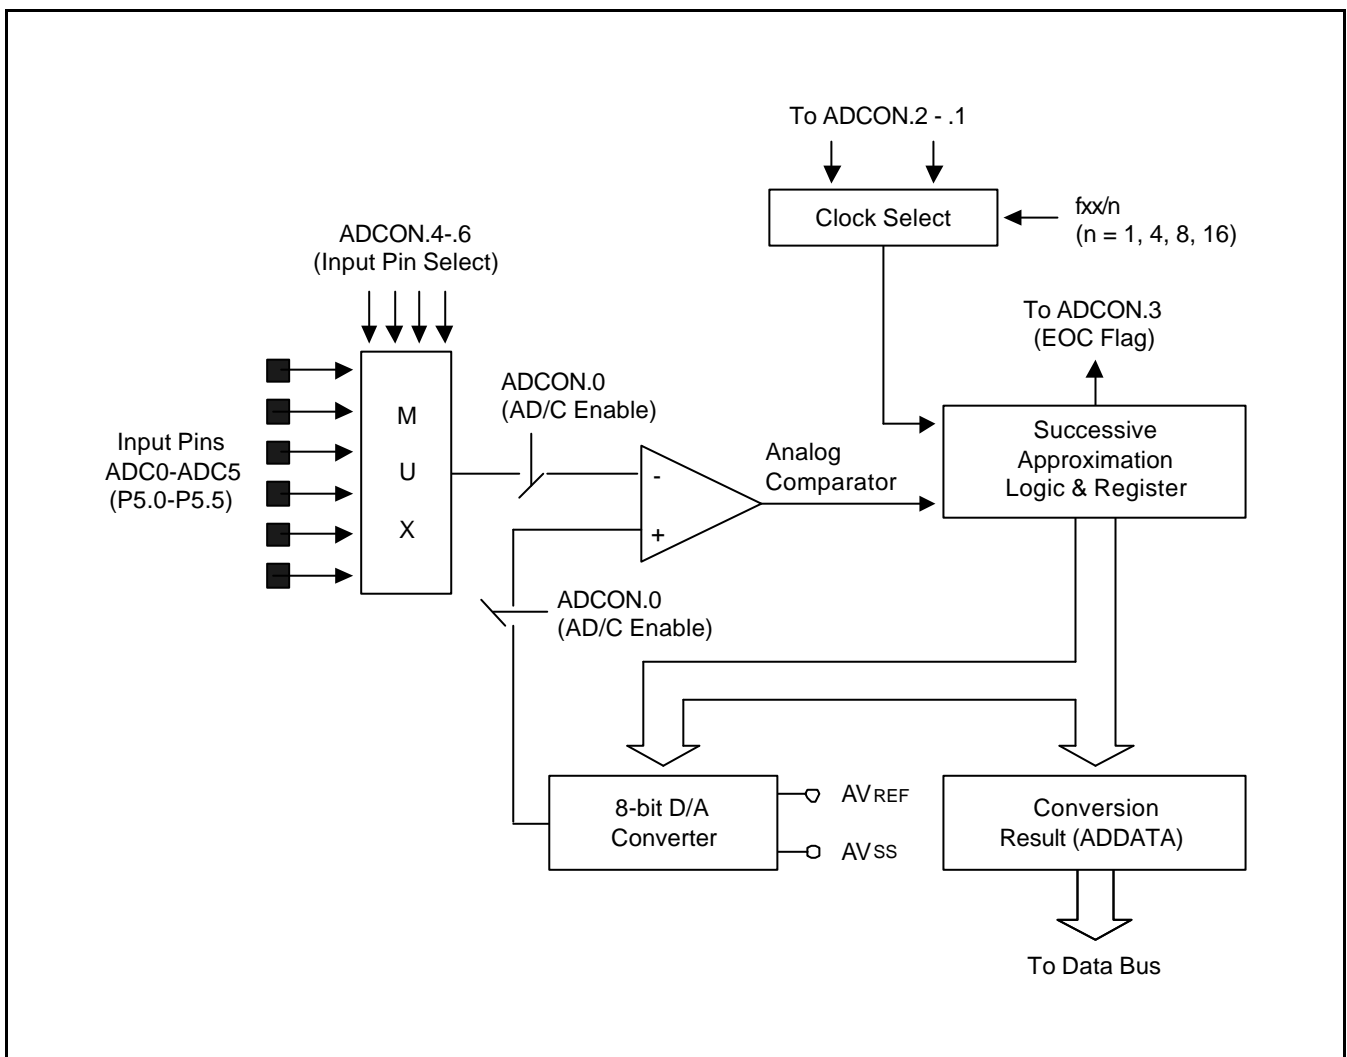 To ADCON.2 - .1
Clock Select
fxx/n
(n = 1, 4, 8, 16)
ADCON.4-.6
(Input Pin Select)
To ADCON.3
(EOC Flag)
ADCON.0
(AD/C Enable)
M
U
X
Input Pins
ADC0-ADC5
(P5.0-P5.5)
-
+
Analog
Comparator
Successive
Approximation
Logic & Register
ADCON.0
(AD/C Enable)
8-bit D/A
Converter
AVREF
AVSS
Conversion
Result (ADDATA)
To Data Bus